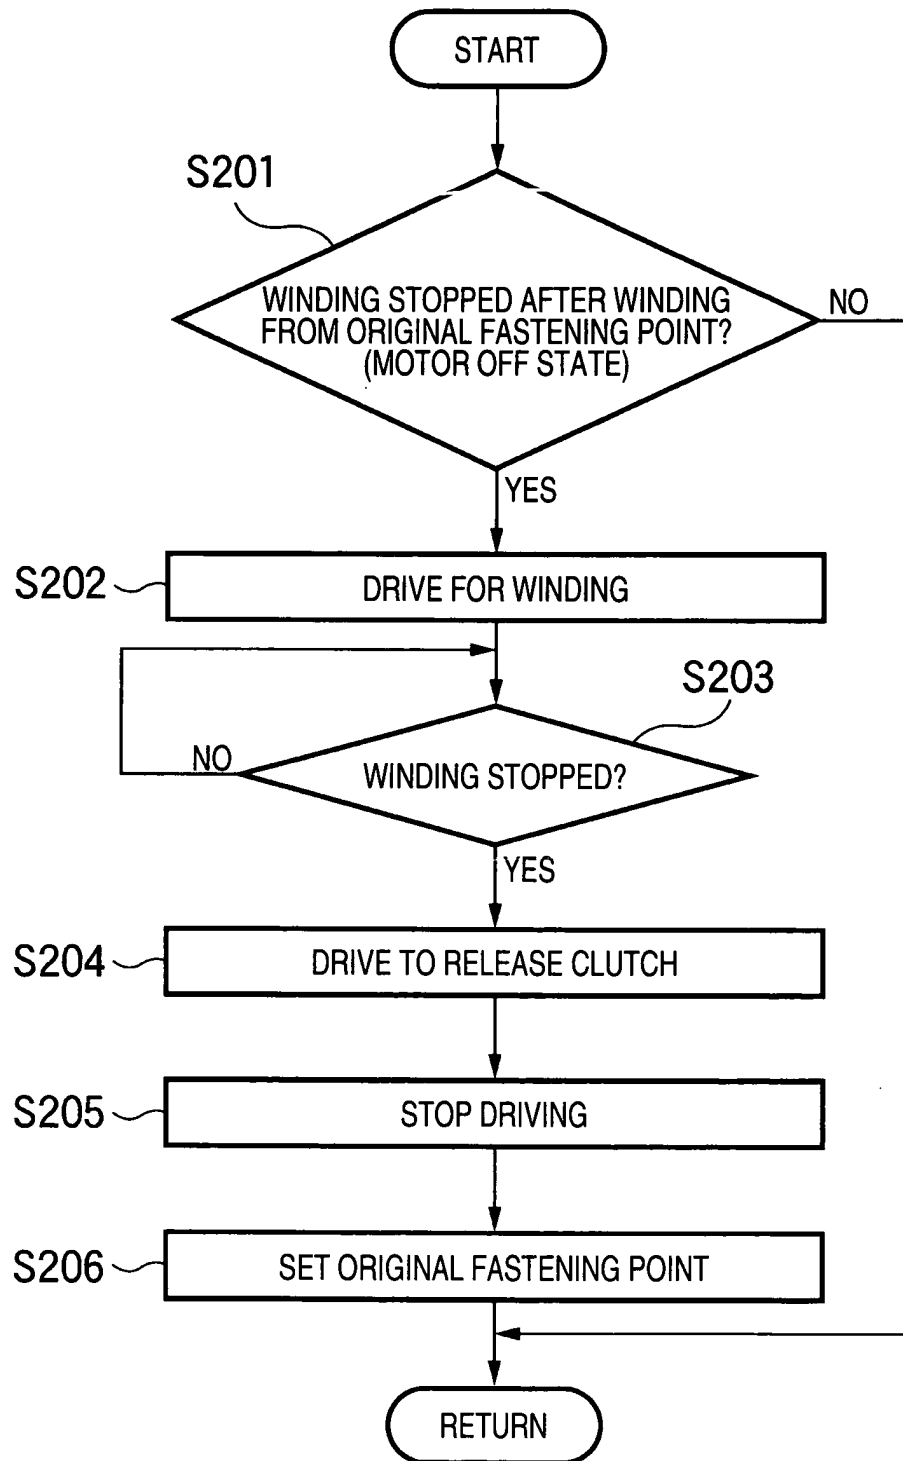 START
S201
WINDING STOPPED AFTER WINDING
FROM ORIGINAL FASTENING POINT?
(MOTOR OFF STATE)
NO
YES
S202
DRIVE FOR WINDING
S203
NO
WINDING STOPPED?
YES
S204
DRIVE TO RELEASE CLUTCH
S205
STOP DRIVING
S206
SET ORIGINAL FASTENING POINT
RETURN